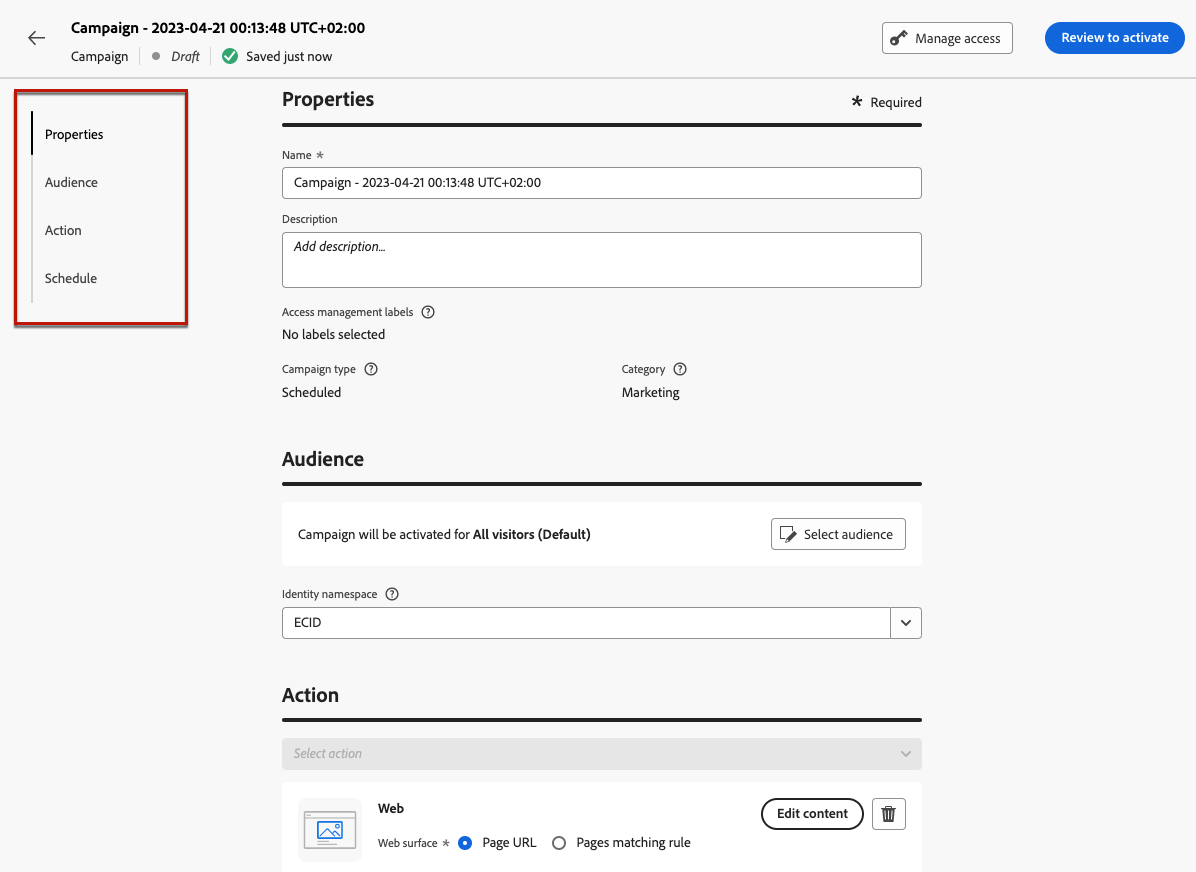 Campaign - 2023-04-21 00:13:48 UTC+02:00
Campaign Draft Saved just now
Manage access
Review to activate
Properties
Audience
Action
Schedule
Properties
* Required
Name *
Campaign - 2023-04-21 00:13:48 UTC+02:00
Description
Add description...
Access management labels ?
No labels selected
Campaign type ?
Scheduled
Category ?
Marketing
Audience
Campaign will be activated for All visitors (Default)
Select audience
Identity namespace ?
ECID
Action
Select action
Web
Edit content
Web surface * Page URL Pages matching rule